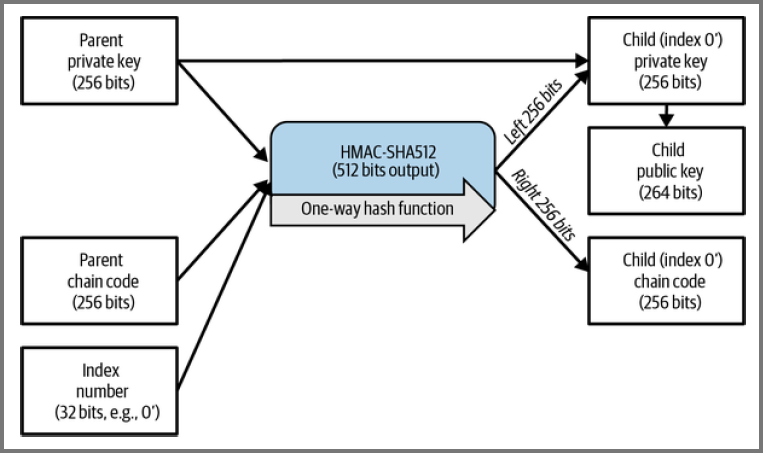 Parent
private key
(256 bits)
Child (index 0’)
private key
(256 bits)
Left 256 bits
HMAC-SHA512
(512 bits output)
One-way hash function
Child
public key
(264 bits)
Right 256 bits
Parent
chain code
(256 bits)
Child (index 0’)
chain code
(256 bits)
Index
number
(32 bits, e.g., 0’)